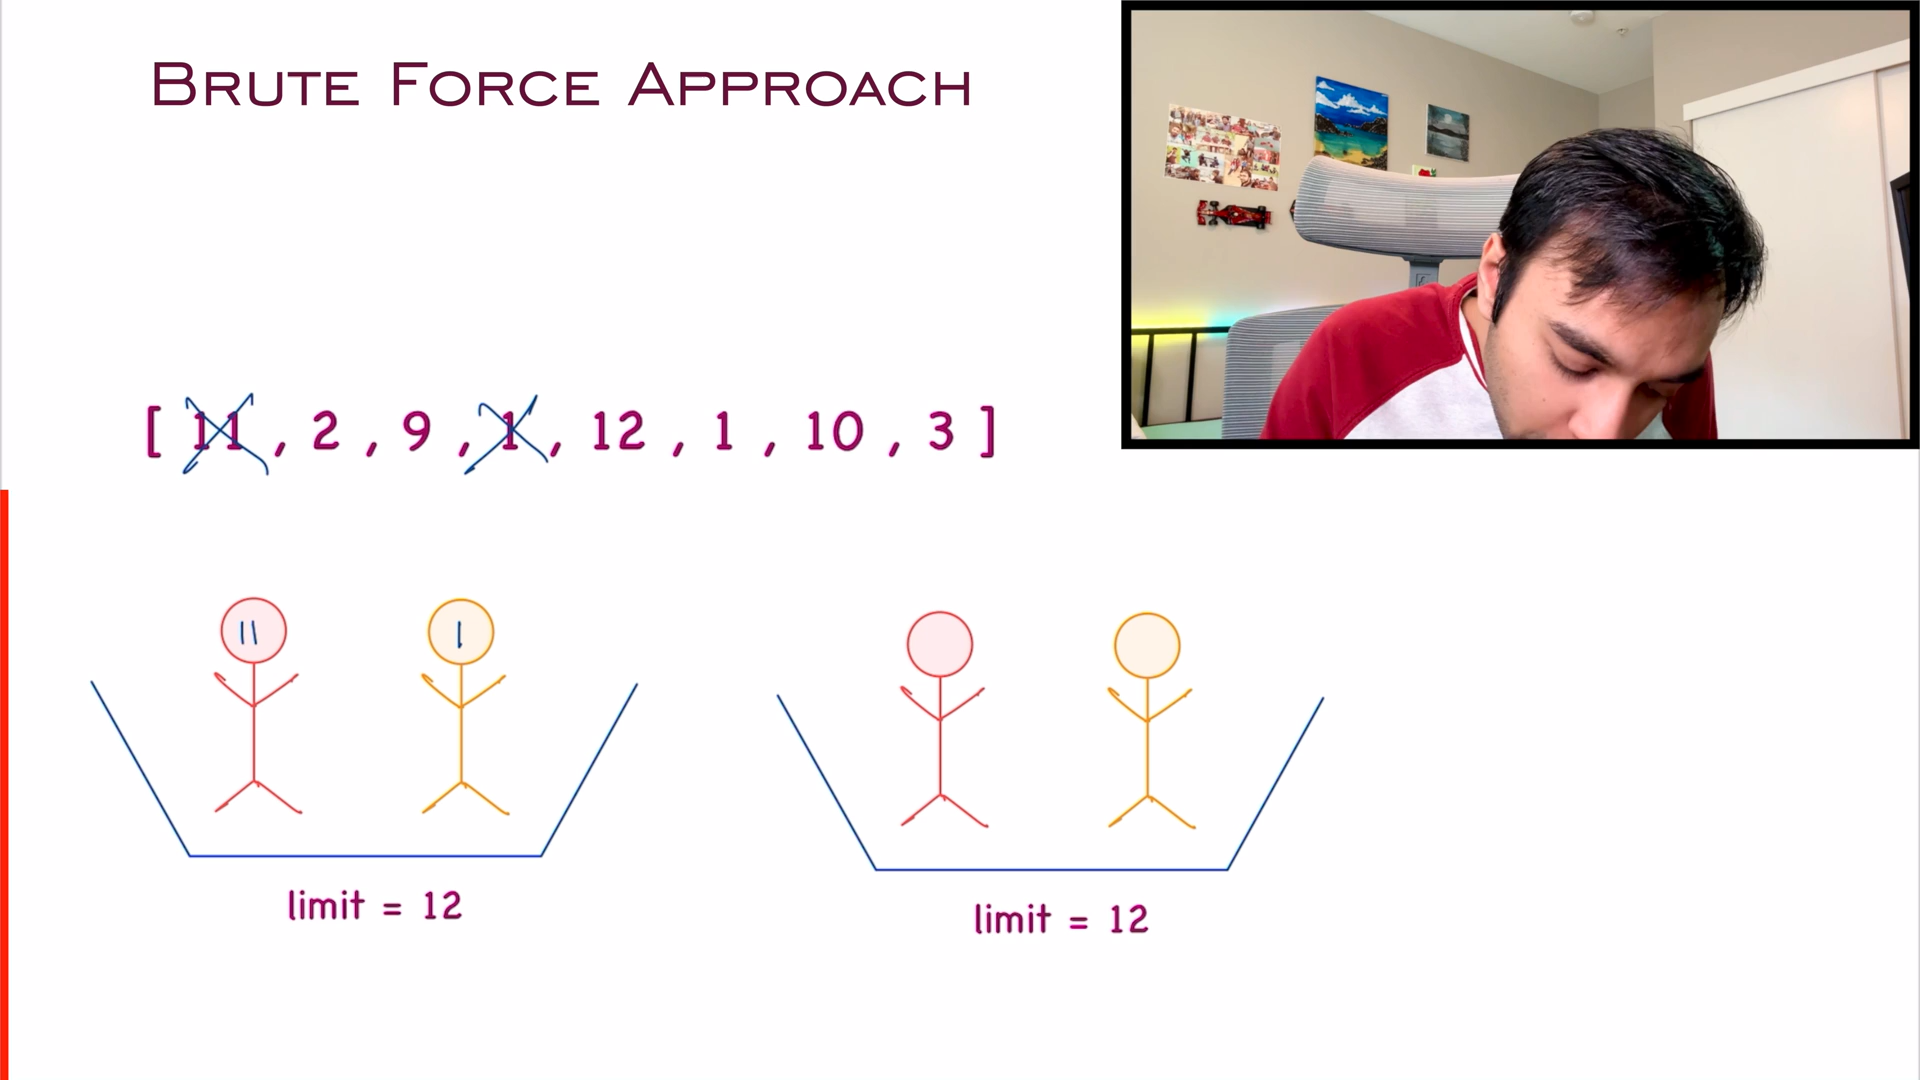 BRUTE FORCE APPROACH
[ 11 , 2 , 9 , 1 , 12 , 1 , 10 , 3 ]
11 1
limit = 12
limit = 12